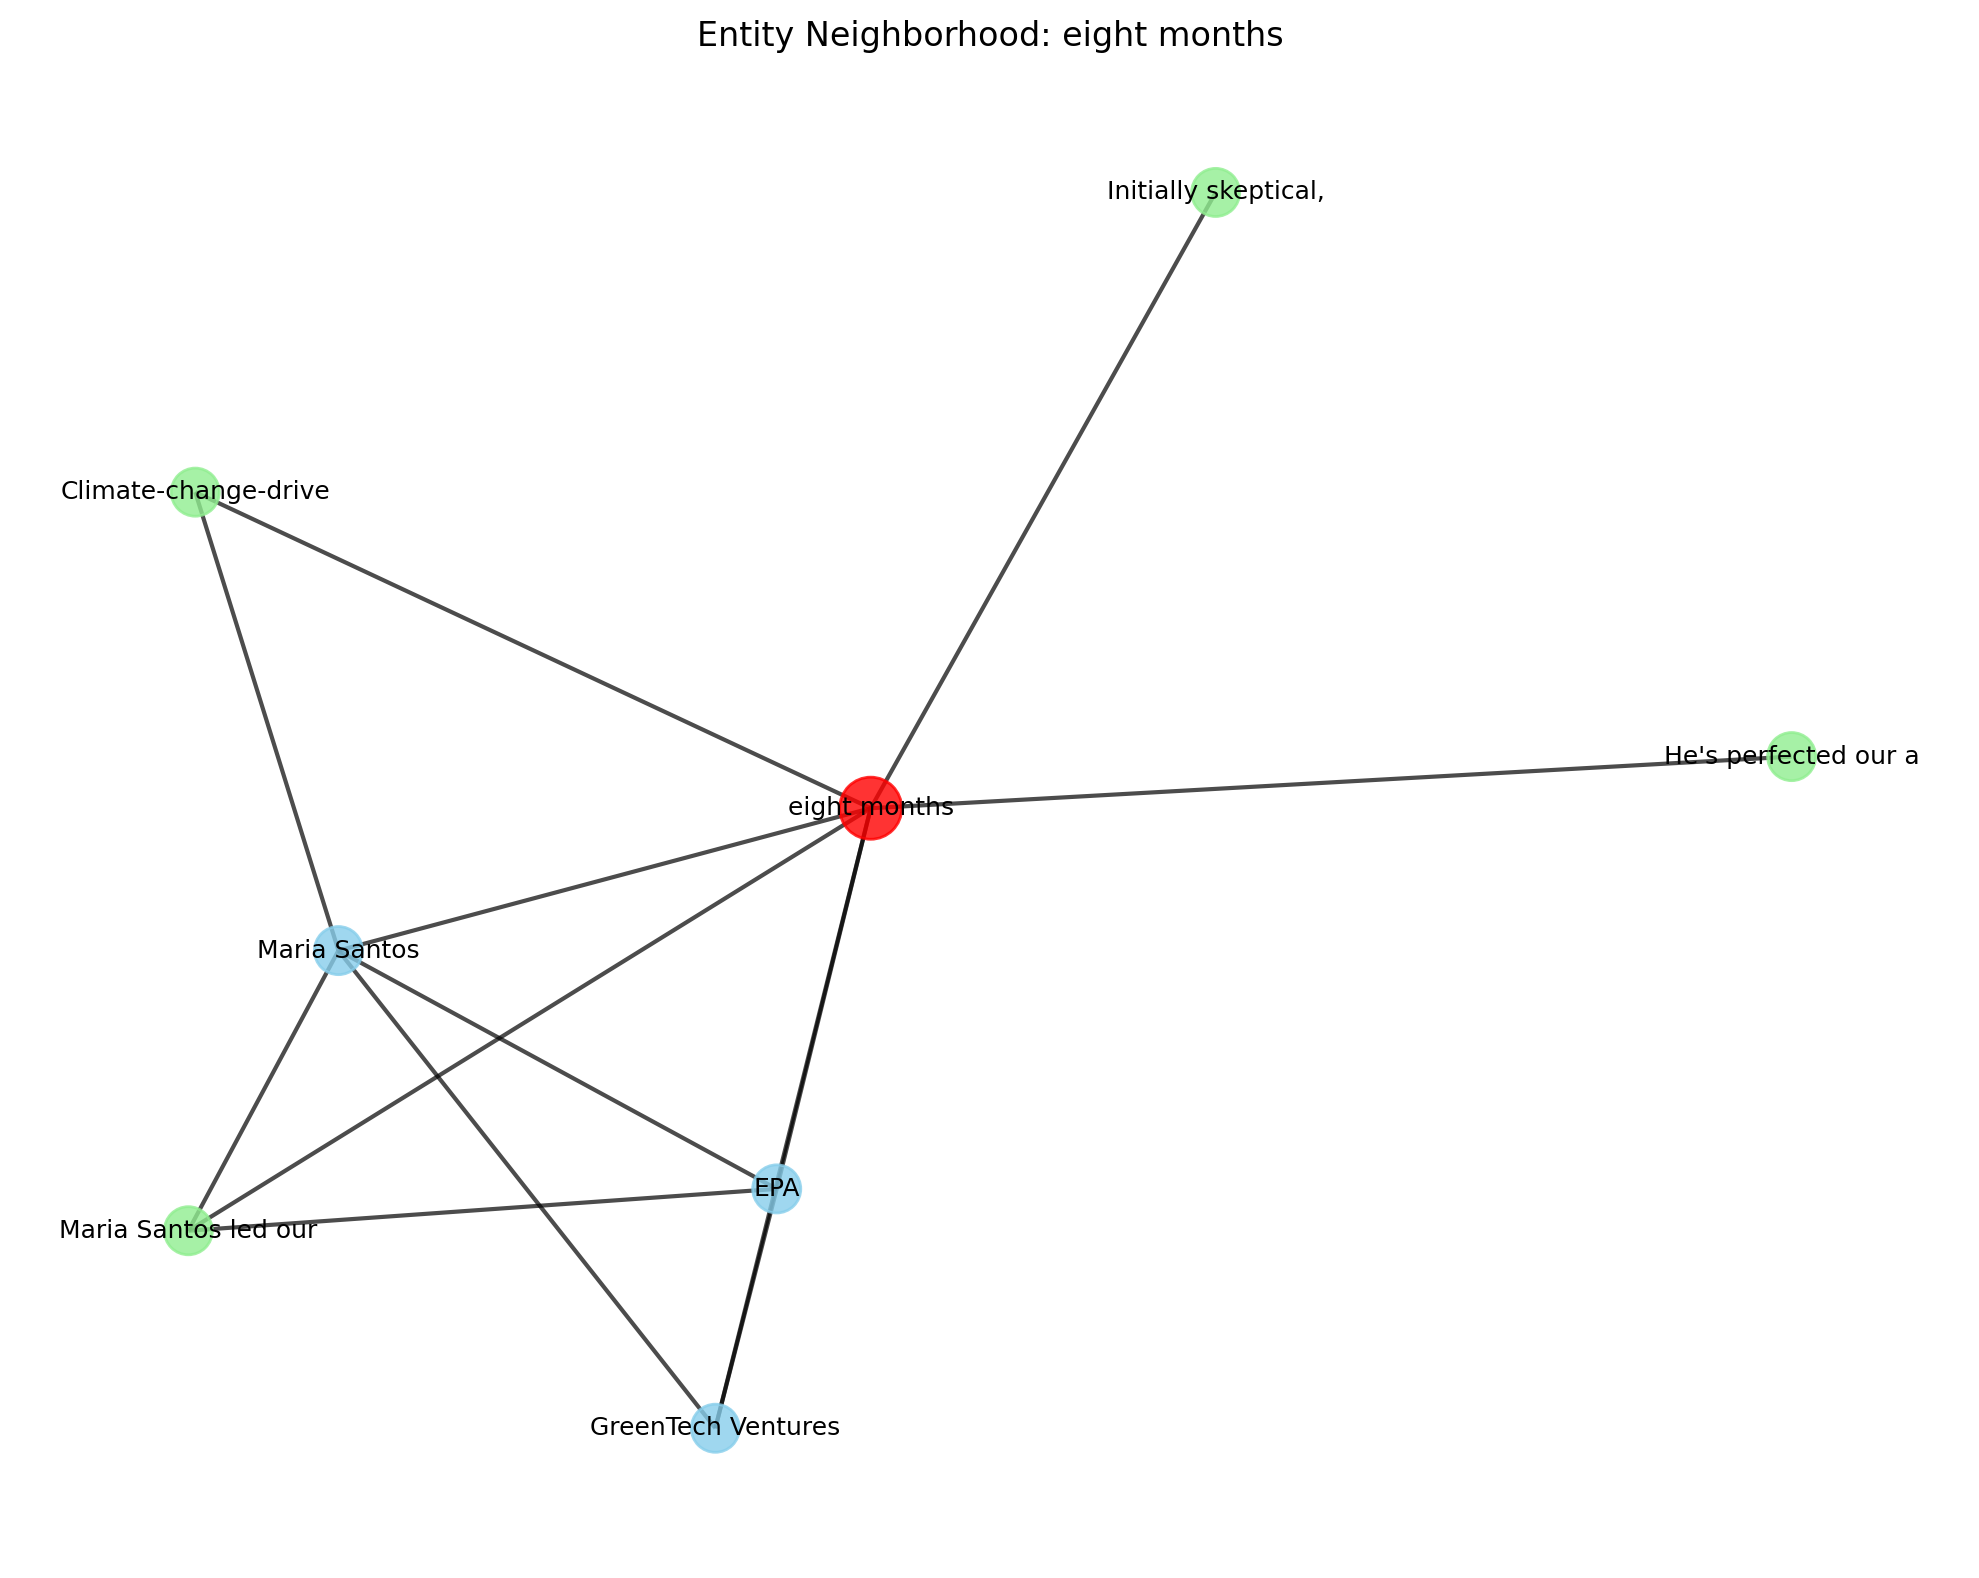 Entity Neighborhood: eight months
Initially skeptical,
Climate-change-drive
He's perfected our a
eight months
Maria Santos
EPA
Maria Santos led our
GreenTech Ventures